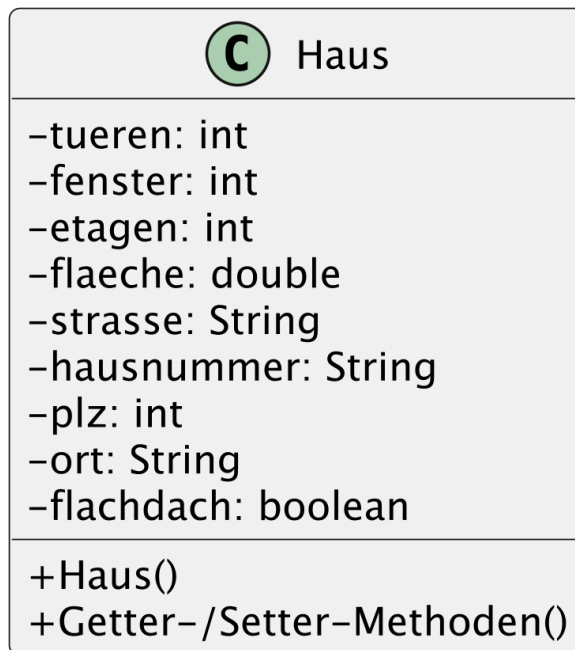 C Haus
-tueren: int
-fenster: int
-etagen: int
-flaeche: double
-strasse: String
-hausnummer: String
-plz: int
-ort: String
-flachdach: boolean
+Haus()
+Getter-/Setter-Methoden()